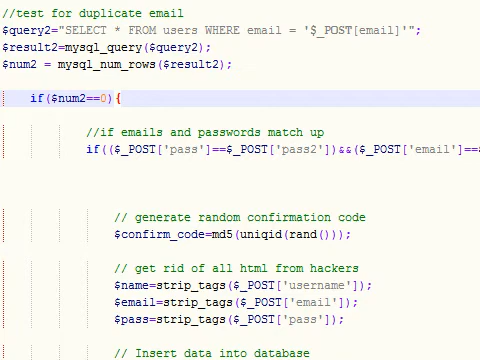 //test for duplicate email
$query2="SELECT * FROM users WHERE email = '$_POST[email]'";
$result2=mysql_query($query2);
$num2 = mysql_num_rows($result2);
if($num2==0){
//if emails and passwords match up
if(($_POST['pass']==$_POST['pass2'])&&($_POST['email']==
// generate random confirmation code
$confirm_code=md5(uniqid(rand()));
// get rid of all html from hackers
$name=strip_tags($_POST['username']);
$email=strip_tags($_POST['email']);
$pass=strip_tags($_POST['pass']);
// Insert data into database